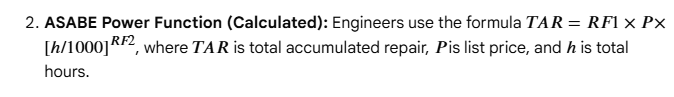 2. ASABE Power Function (Calculated): Engineers use the formula TAR = RF1 × P×
[h/1000]^RF2, where TAR is total accumulated repair, Pis list price, and h is total
hours.